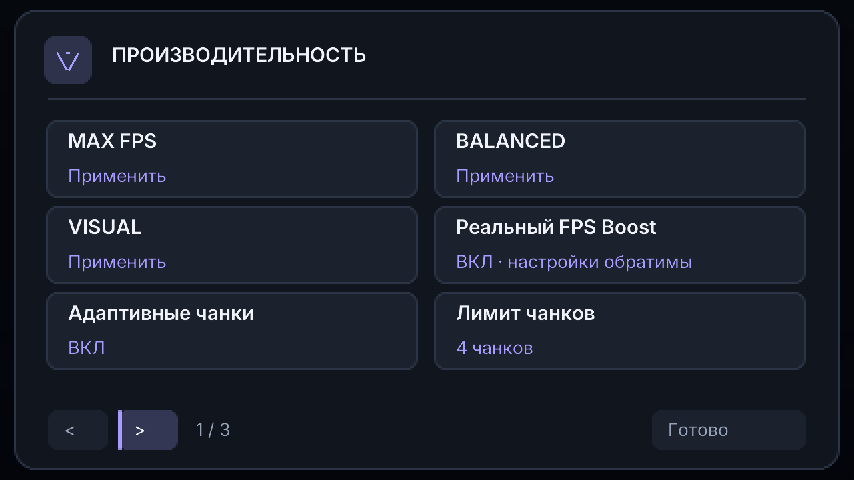 ПРОИЗВОДИТЕЛЬНОСТЬ
MAX FPS
Применить
BALANCED
Применить
VISUAL
Применить
Реальный FPS Boost
ВКЛ · настройки обратимы
Адаптивные чанки
ВКЛ
Лимит чанков
4 чанков
< > 1 / 3
Готово